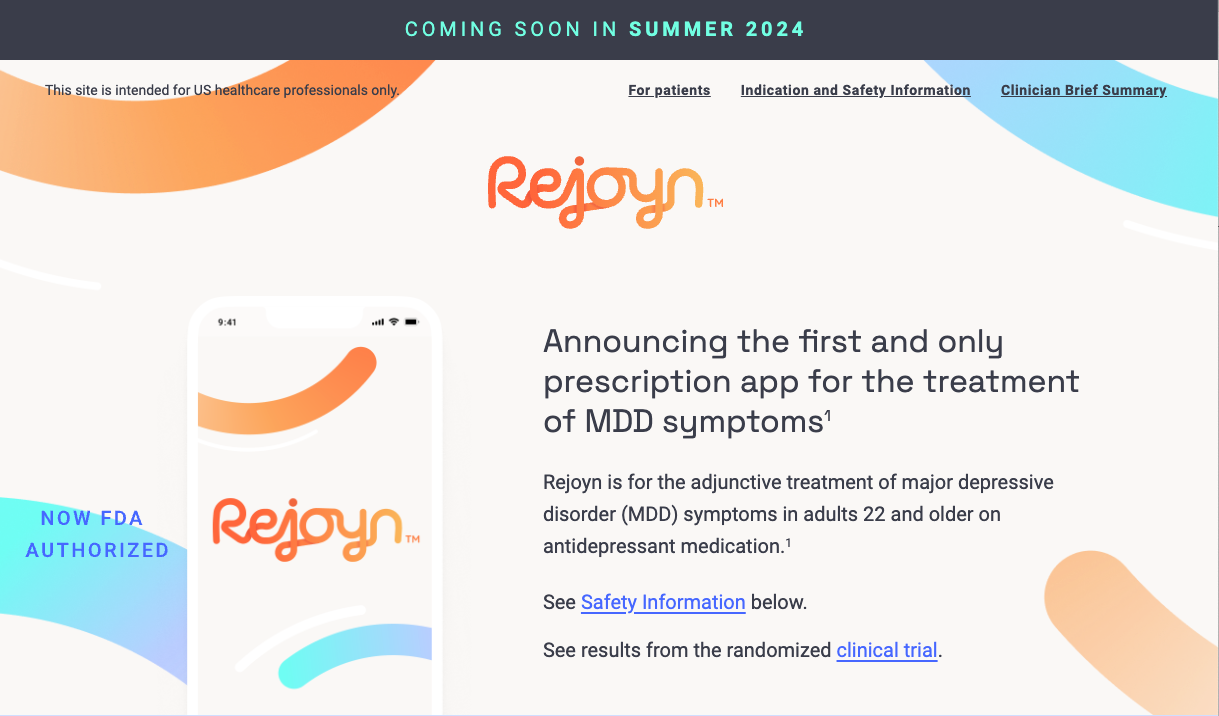 COMING SOON IN SUMMER 2024
This site is intended for US healthcare professionals only.
For patients
Indication and Safety Information
Clinician Brief Summary
Rejoyn™
9:41
Announcing the first and only
prescription app for the treatment
of MDD symptoms¹
Rejoyn is for the adjunctive treatment of major depressive
disorder (MDD) symptoms in adults 22 and older on
antidepressant medication.¹
See Safety Information below.
See results from the randomized clinical trial.
NOW FDA
AUTHORIZED
Rejoyn™